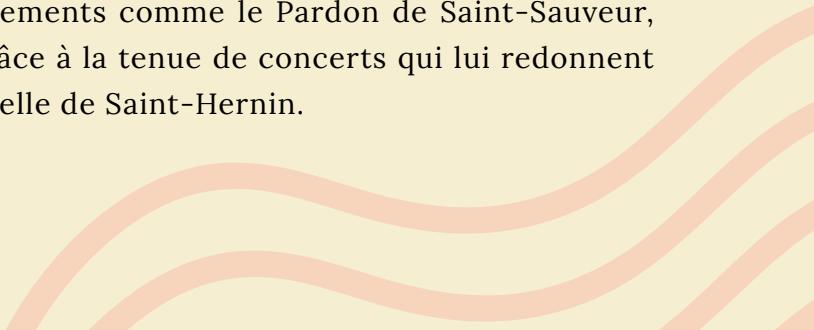 ements comme le Pardon de Saint-Sauveur,
âce à la tenue de concerts qui lui redonnent
elle de Saint-Hernin.